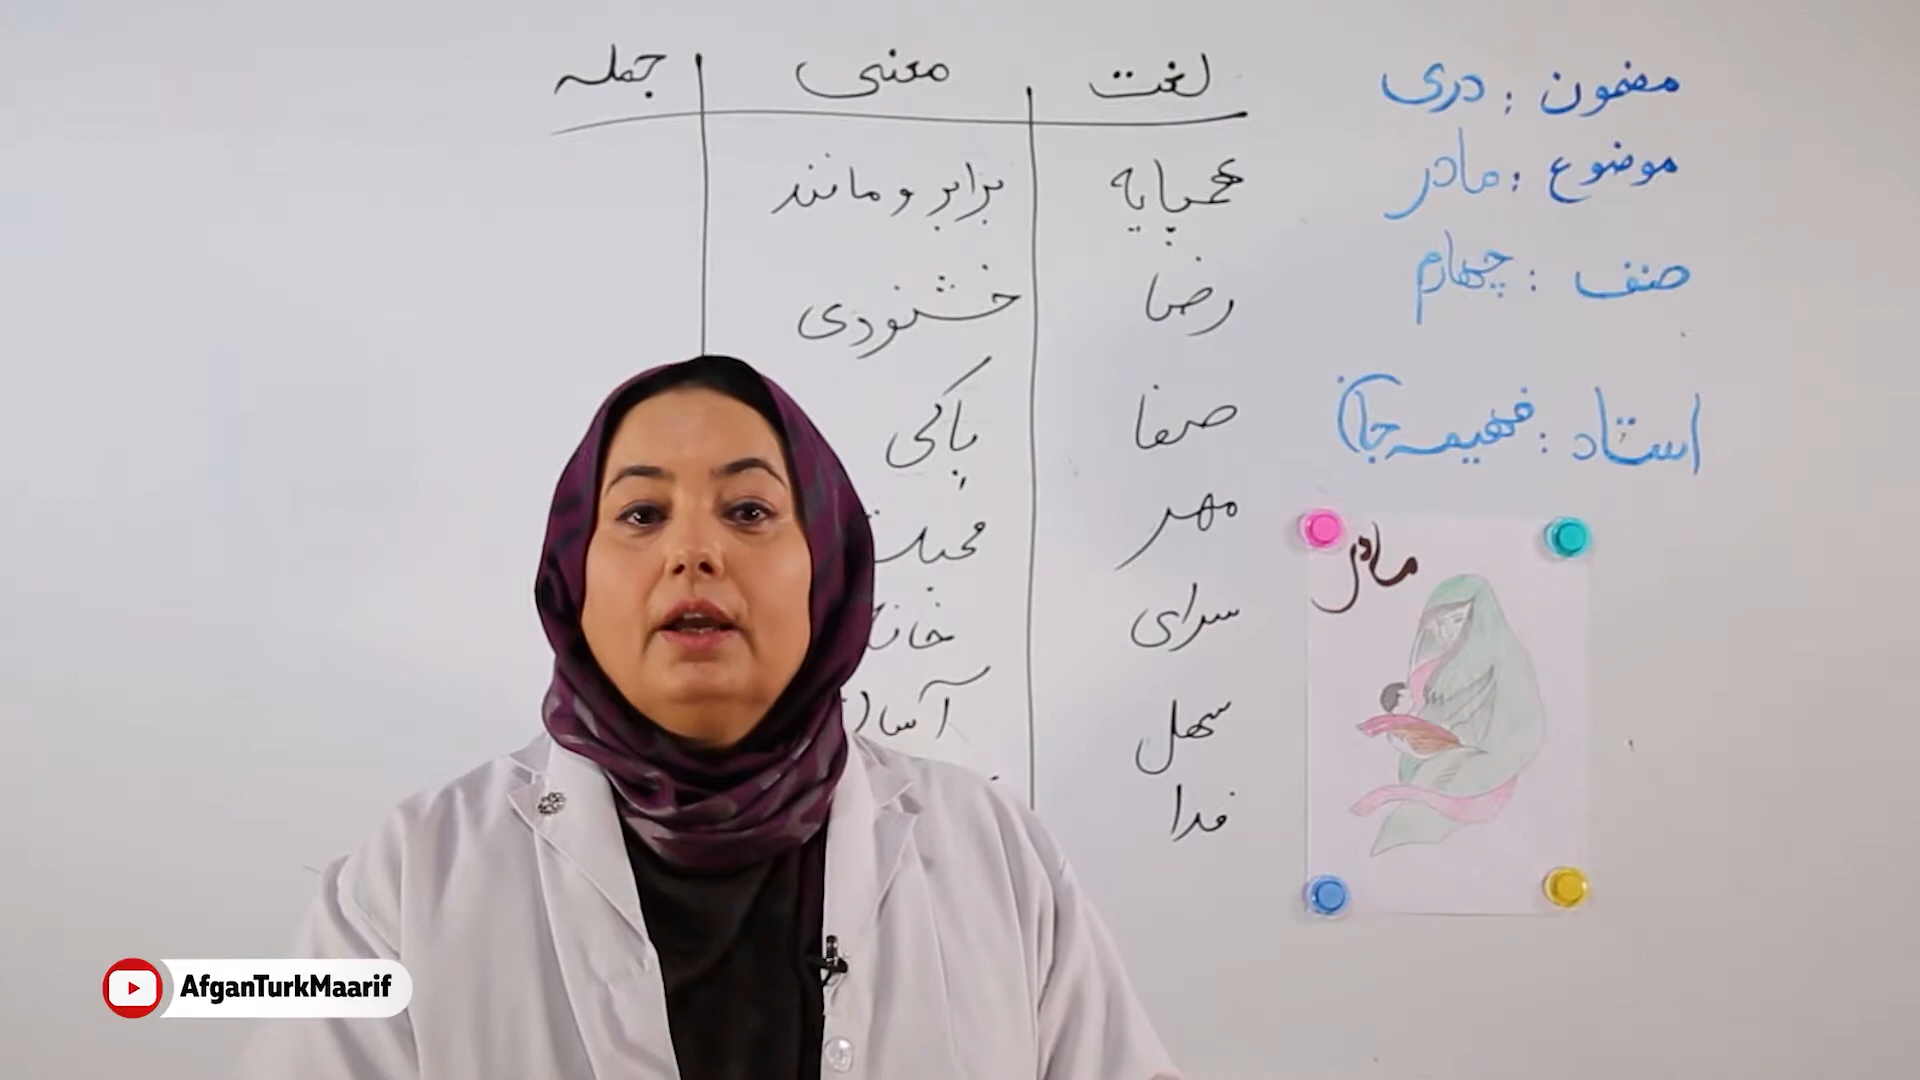 مضمون : دری
موضوع : مادر
صنف : چهارم
استاد : فهیمه جان
مادر
لغت معنی جمله
همپایه برابر و مانند
رضا خشنودی
صفا پاکی
مهر محبت
سرای
سهل
فدا
AfganTurkMaarif